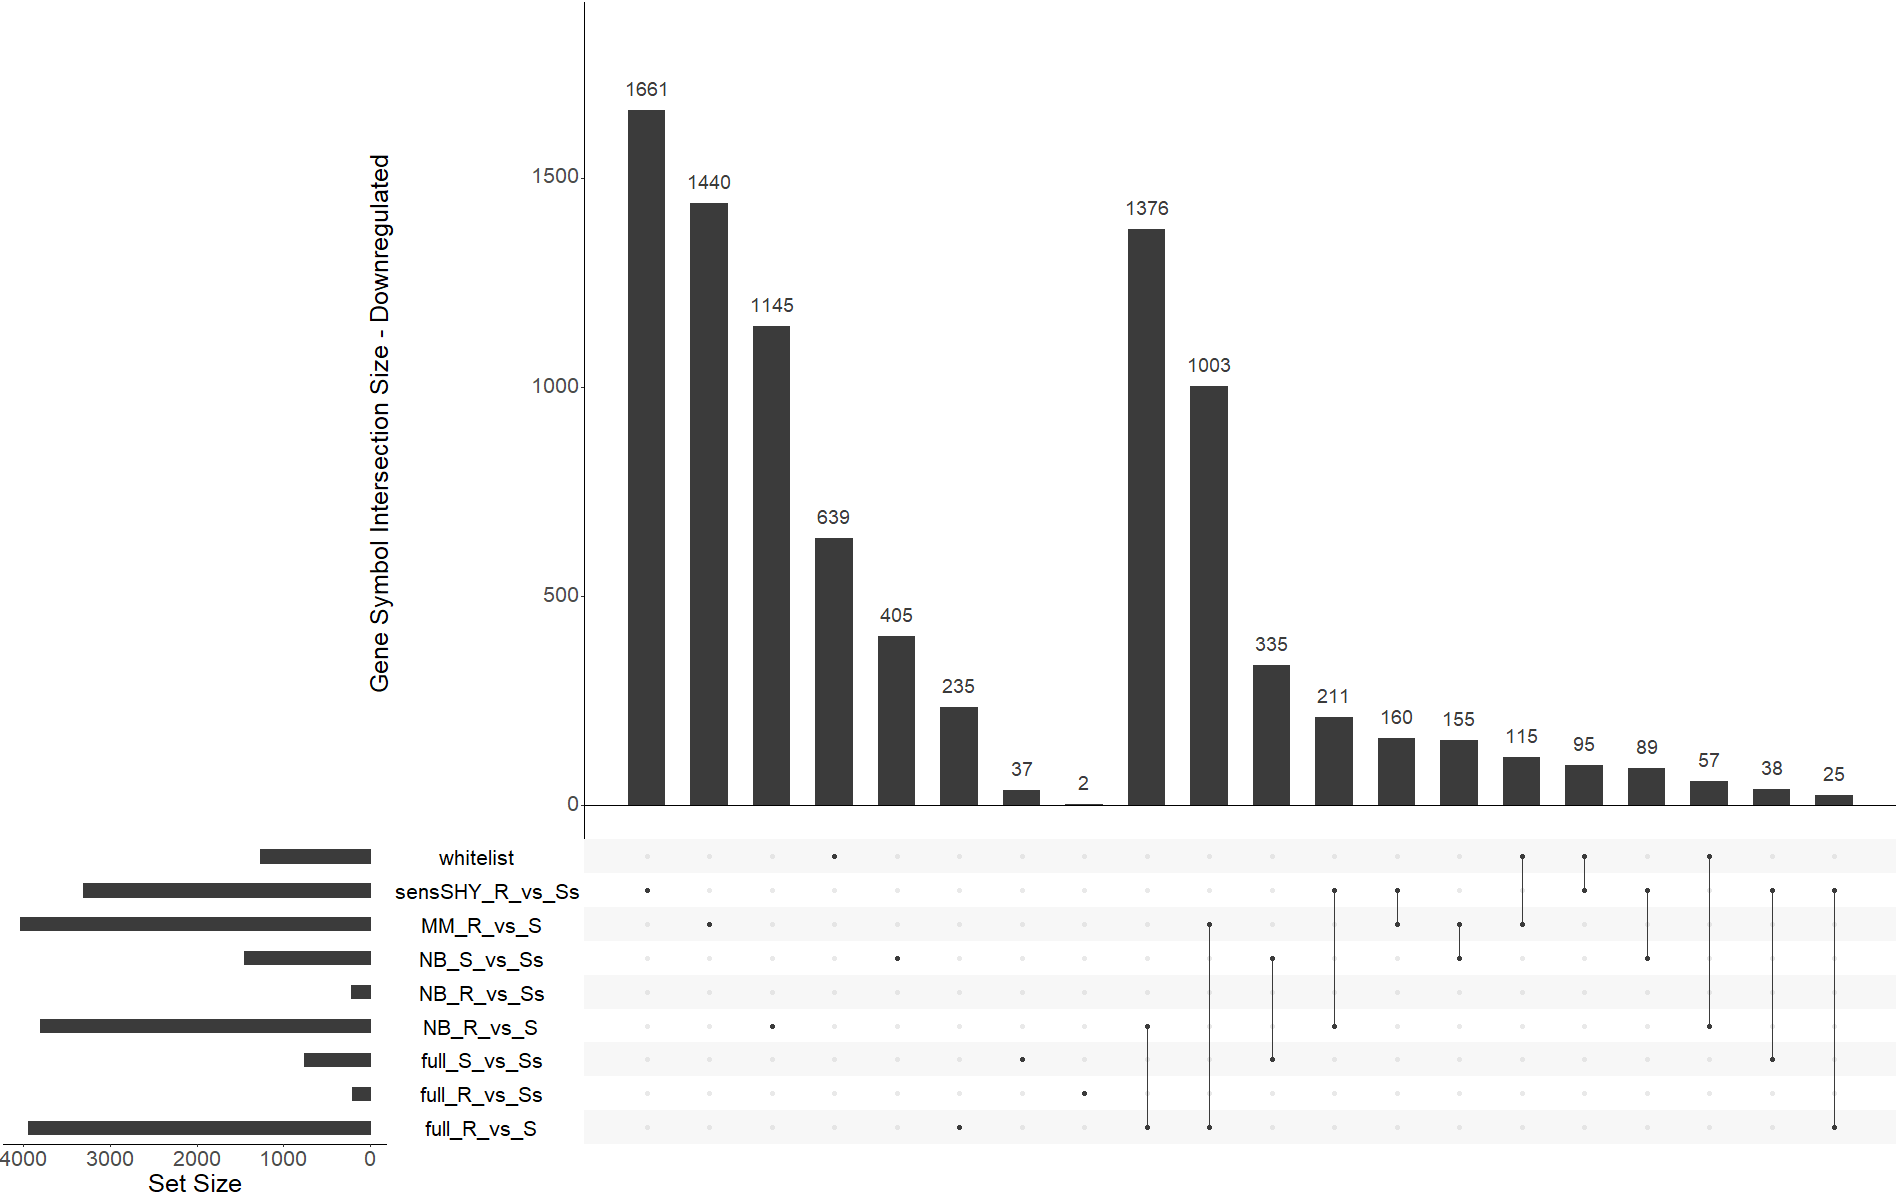 Gene Symbol Intersection Size - Downregulated
1500
1000
500
0
1661
1440
1145
639
405
235
37
2
1376
1003
335
211
160
155
115
95
89
57
38
25
whitelist
sensSHY_R_vs_Ss
MM_R_vs_S
NB_S_vs_Ss
NB_R_vs_Ss
NB_R_vs_S
full_S_vs_Ss
full_R_vs_Ss
full_R_vs_S
4000 3000 2000 1000 0
Set Size